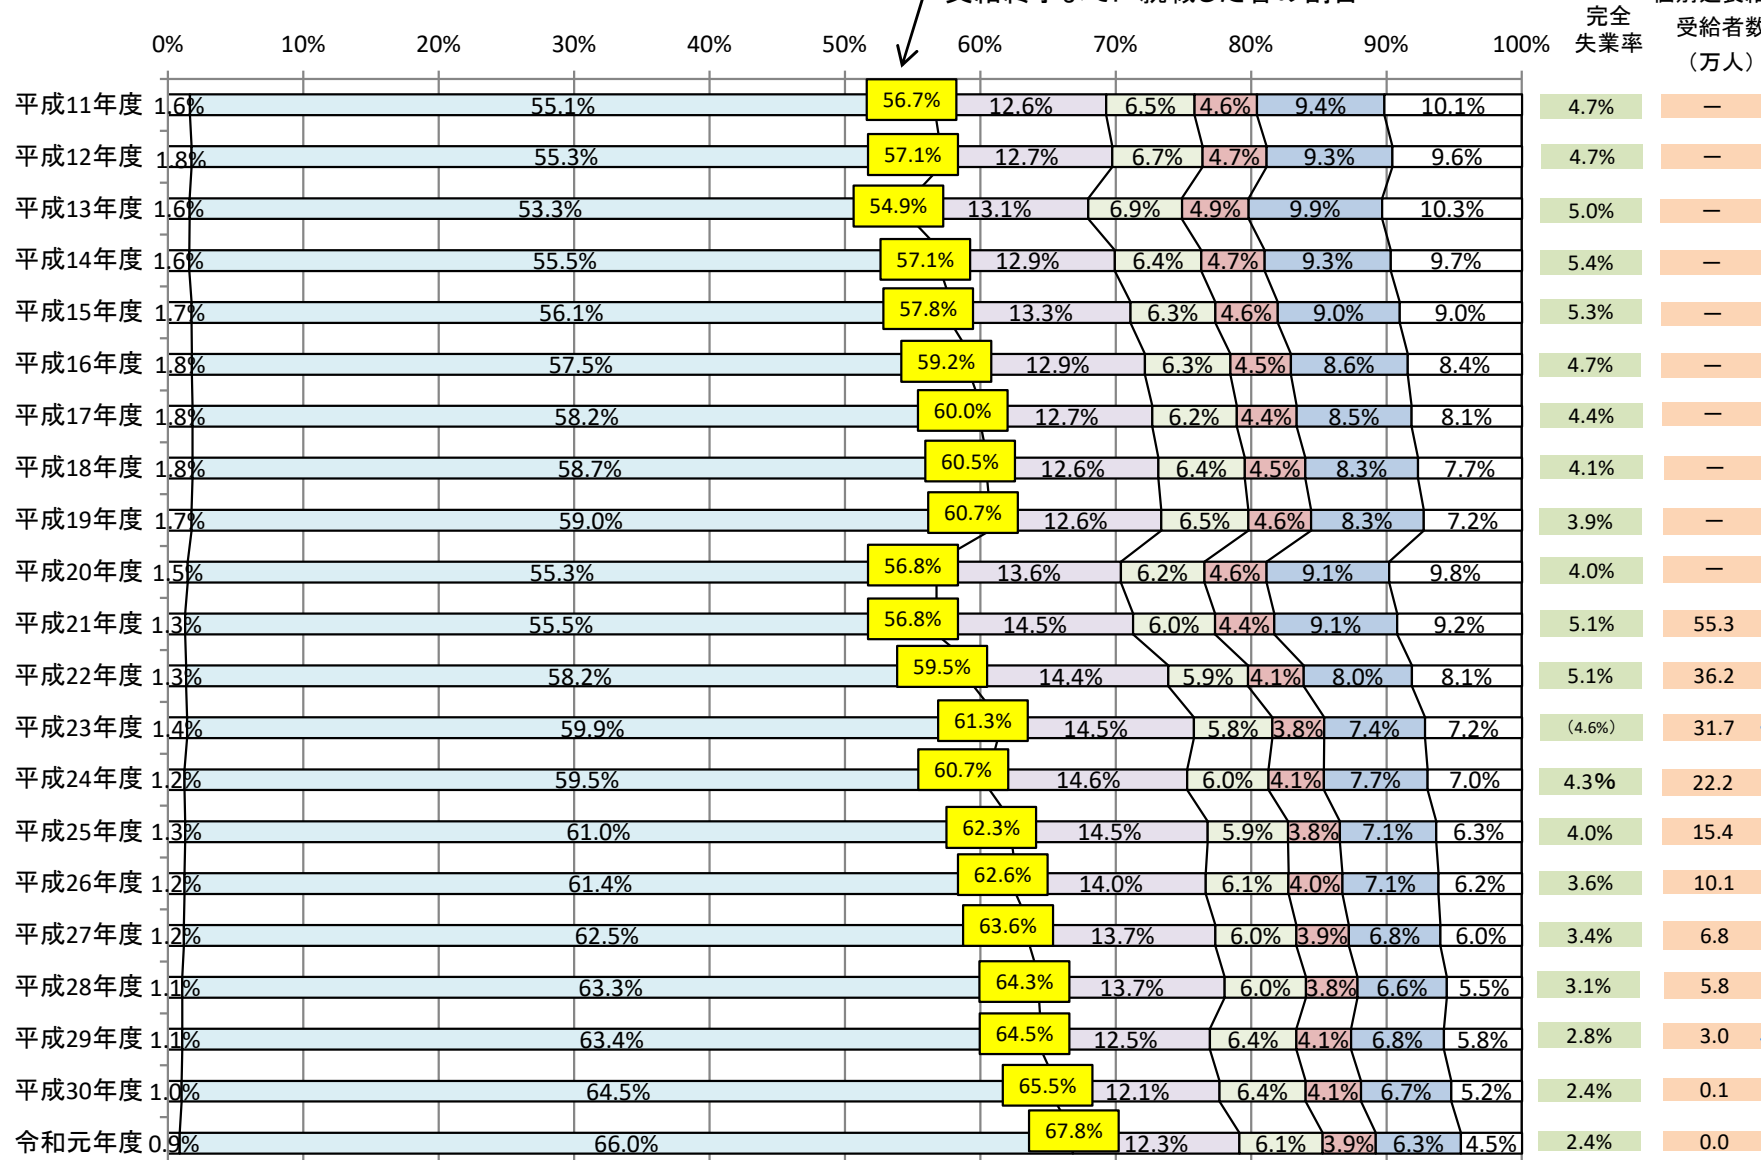 完全
失業率
受給者数
（万人）
0% 10% 20% 30% 40% 50% 60% 70% 80% 90% 100%
平成11年度 1.6% 55.1% 56.7% 12.6% 6.5% 4.6% 9.4% 10.1% 4.7% －
平成12年度 1.8% 55.3% 57.1% 12.7% 6.7% 4.7% 9.3% 9.6% 4.7% －
平成13年度 1.6% 53.3% 54.9% 13.1% 6.9% 4.9% 9.9% 10.3% 5.0% －
平成14年度 1.6% 55.5% 57.1% 12.9% 6.4% 4.7% 9.3% 9.7% 5.4% －
平成15年度 1.7% 56.1% 57.8% 13.3% 6.3% 4.6% 9.0% 9.0% 5.3% －
平成16年度 1.8% 57.5% 59.2% 12.9% 6.3% 4.5% 8.6% 8.4% 4.7% －
平成17年度 1.8% 58.2% 60.0% 12.7% 6.2% 4.4% 8.5% 8.1% 4.4% －
平成18年度 1.8% 58.7% 60.5% 12.6% 6.4% 4.5% 8.3% 7.7% 4.1% －
平成19年度 1.7% 59.0% 60.7% 12.6% 6.5% 4.6% 8.3% 7.2% 3.9% －
平成20年度 1.5% 55.3% 56.8% 13.6% 6.2% 4.6% 9.1% 9.8% 4.0% －
平成21年度 1.3% 55.5% 56.8% 14.5% 6.0% 4.4% 9.1% 9.2% 5.1% 55.3
平成22年度 1.3% 58.2% 59.5% 14.4% 5.9% 4.1% 8.0% 8.1% 5.1% 36.2
平成23年度 1.4% 59.9% 61.3% 14.5% 5.8% 3.8% 7.4% 7.2% (4.6%) 31.7
平成24年度 1.2% 59.5% 60.7% 14.6% 6.0% 4.1% 7.7% 7.0% 4.3% 22.2
平成25年度 1.3% 61.0% 62.3% 14.5% 5.9% 3.8% 7.1% 6.3% 4.0% 15.4
平成26年度 1.2% 61.4% 62.6% 14.0% 6.1% 4.0% 7.1% 6.2% 3.6% 10.1
平成27年度 1.2% 62.5% 63.6% 13.7% 6.0% 3.9% 6.8% 6.0% 3.4% 6.8
平成28年度 1.1% 63.3% 64.3% 13.7% 6.0% 3.8% 6.6% 5.5% 3.1% 5.8
平成29年度 1.1% 63.4% 64.5% 12.5% 6.4% 4.1% 6.8% 5.8% 2.8% 3.0
平成30年度 1.0% 64.5% 65.5% 12.1% 6.4% 4.1% 6.7% 5.2% 2.4% 0.1
令和元年度 0.9% 66.0% 67.8% 12.3% 6.1% 3.9% 6.3% 4.5% 2.4% 0.0